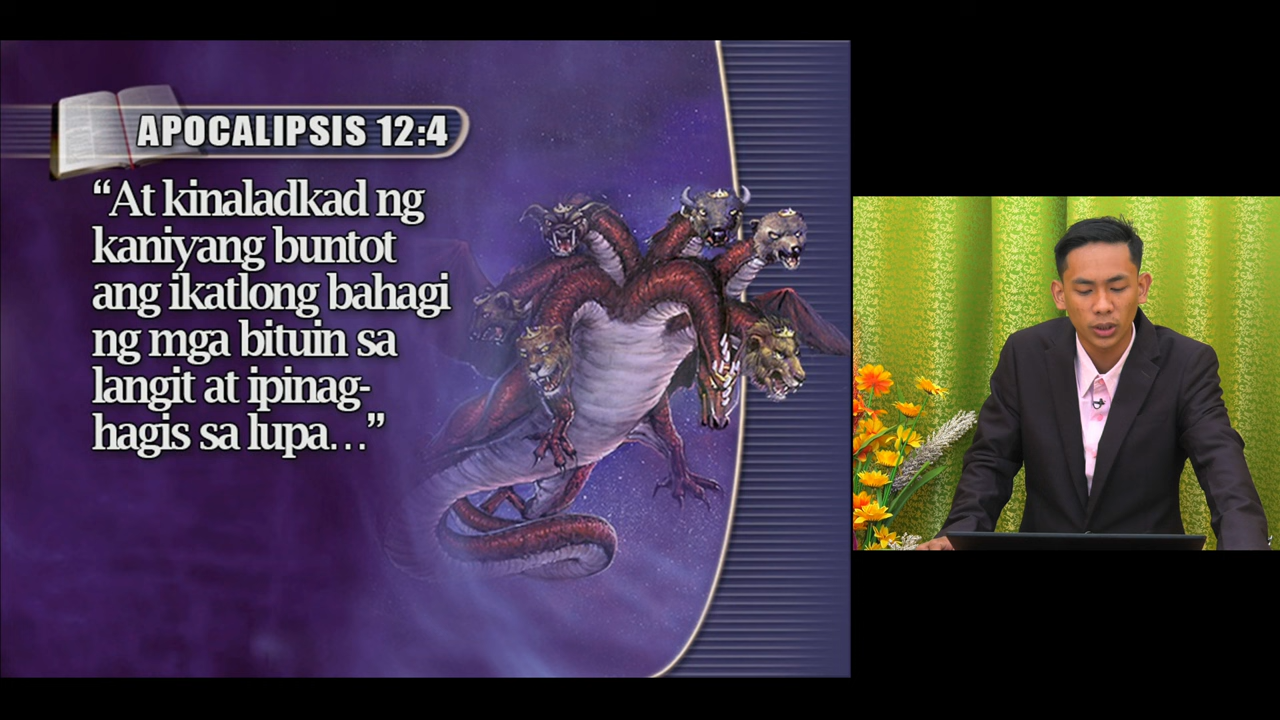 APOCALIPSIS 12:4
“At kinaladkad ng
kaniyang buntot
ang ikatlong bahagi
ng mga bituin sa
langit at ipinag-
hagis sa lupa...”